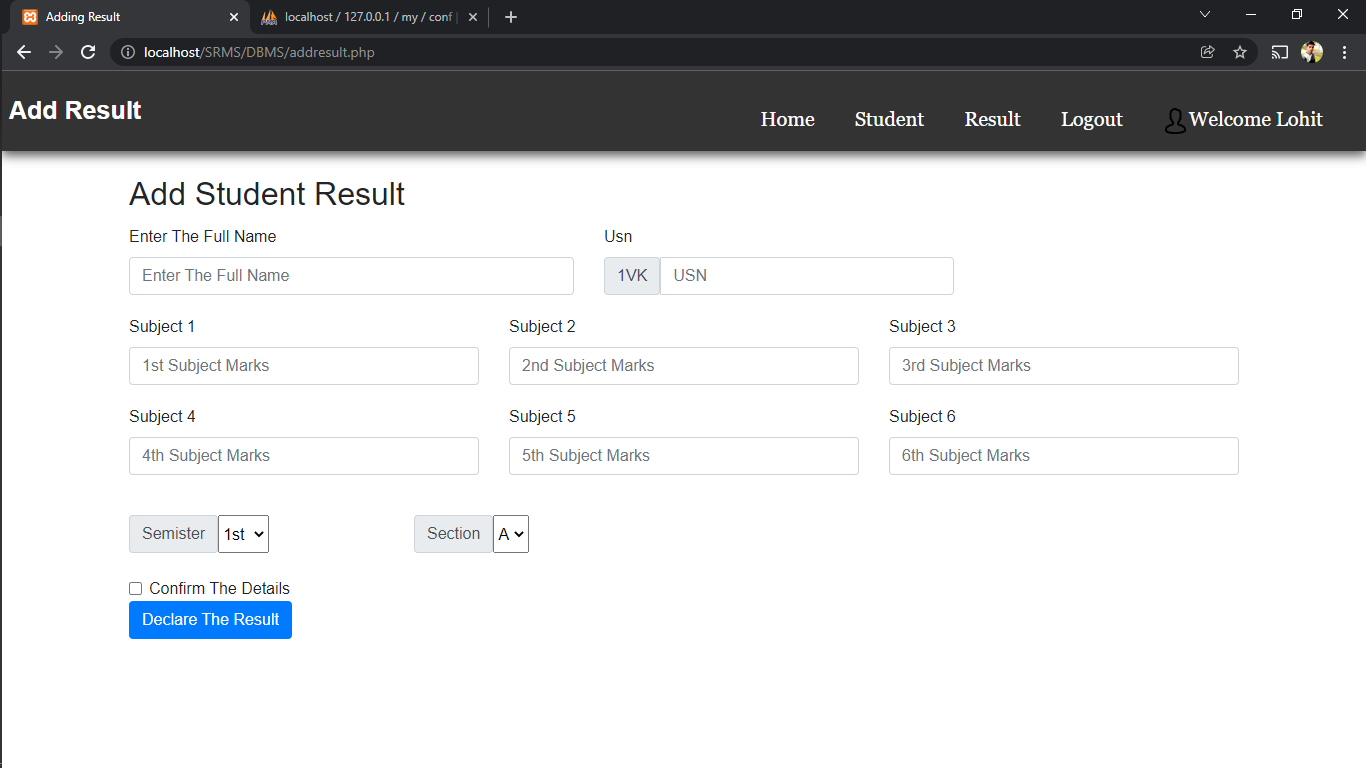 Adding Result
localhost / 127.0.0.1 / my / conf
localhost/SRMS/DBMS/addresult.php
Add Result
Home Student Result Logout Welcome Lohit
Add Student Result
Enter The Full Name Usn
Enter The Full Name 1VK USN
Subject 1 Subject 2 Subject 3
1st Subject Marks 2nd Subject Marks 3rd Subject Marks
Subject 4 Subject 5 Subject 6
4th Subject Marks 5th Subject Marks 6th Subject Marks
Semister 1st Section A
Confirm The Details
Declare The Result